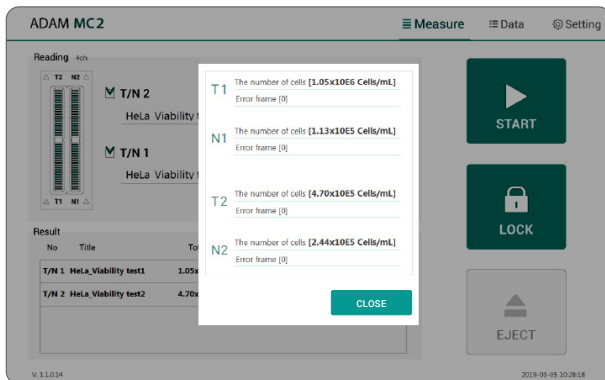 ADAM MC2
Measure
Data
Setting
Reading 4ch
T2 N2
T/N 2
HeLa Viability
T/N 1
HeLa Viability
T1 N1
T1
The number of cells [1.05x10E6 Cells/mL]
Error frame [0]
N1
The number of cells [1.13x10E5 Cells/mL]
Error frame [0]
T2
The number of cells [4.70x10E5 Cells/mL]
Error frame [0]
N2
The number of cells [2.44x10E5 Cells/mL]
Error frame [0]
CLOSE
START
LOCK
EJECT
Result
No Title
T/N 1 HeLa_Viability test1 1.05x
T/N 2 HeLa_Viability test2 4.70x
V. 1.1.0.14
2019-03-05 10:28:18